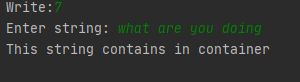 Write:7
Enter string: what are you doing
This string contains in container